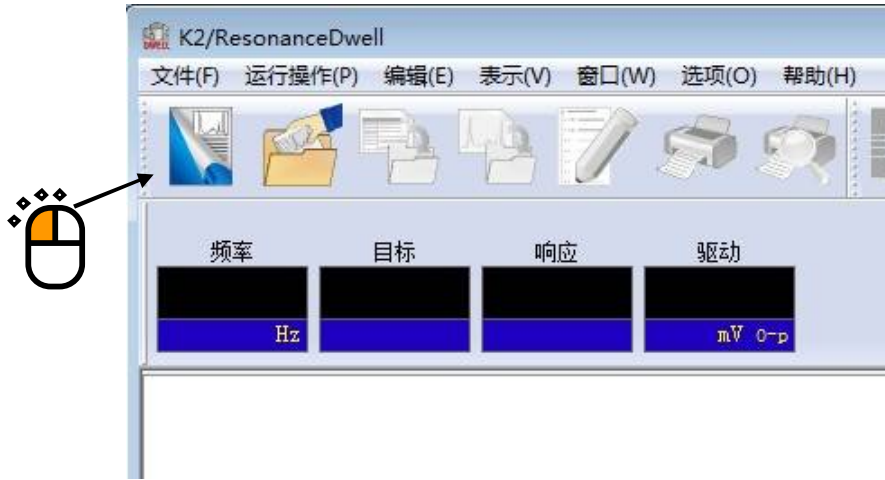 K2/ResonanceDwell
文件(F) 运行操作(P) 编辑(E) 表示(V) 窗口(W) 选项(O) 帮助(H)
频率 目标 响应 驱动
Hz mV 0-p